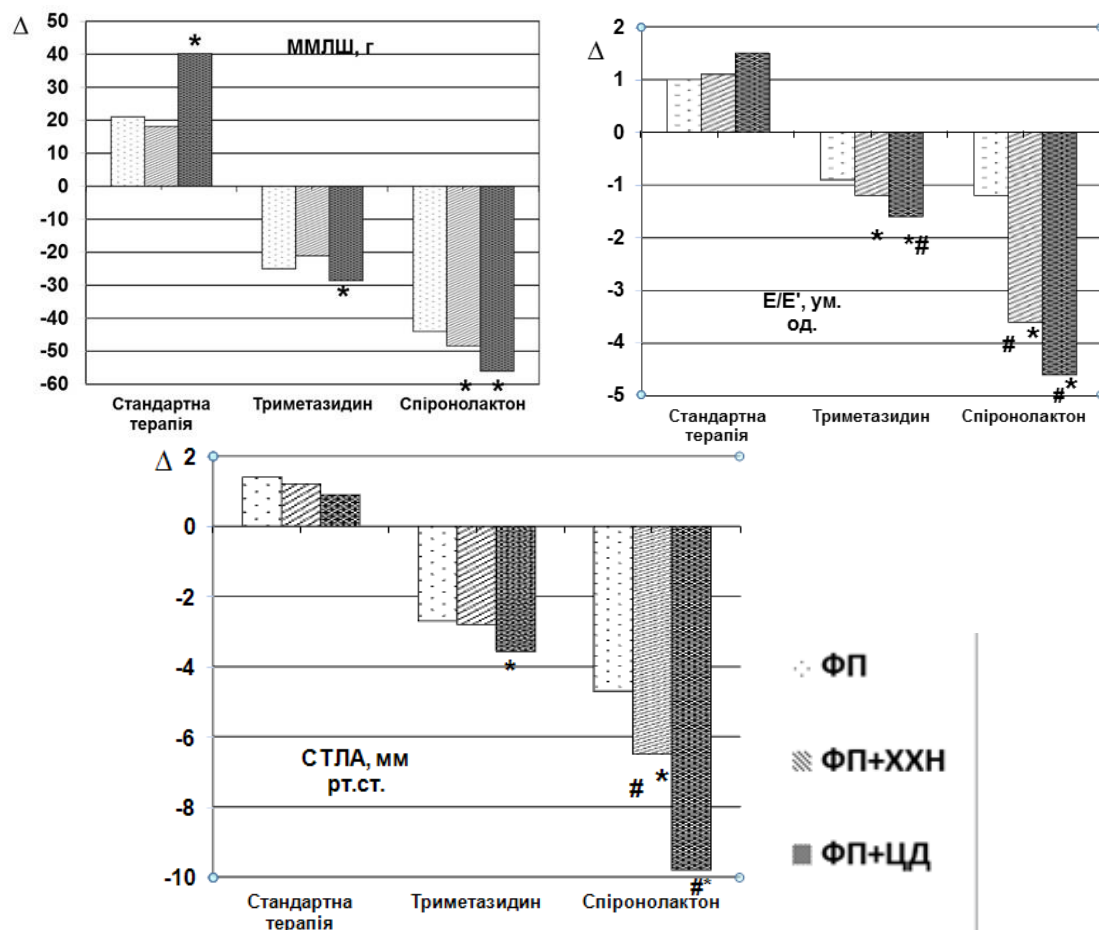 Δ
50
40
30
20
10
0
-10
-20
-30
-40
-50
-60
ММЛШ, г
*
*
* *
Стандартна
терапія
Триметазидин
Спіронолактон
Δ
2
1
0
-1
-2
-3
-4
-5
* *#
E/E', ум.
од.
# *
#*
Стандартна
терапія
Триметазидин
Спіронолактон
Δ
2
0
-2
-4
-6
-8
-10
*
СТЛА, мм
рт.ст.
# *
#*
Стандартна
терапія
Триметазидин
Спіронолактон
ФП
ФП+ХХН
ФП+ЦД